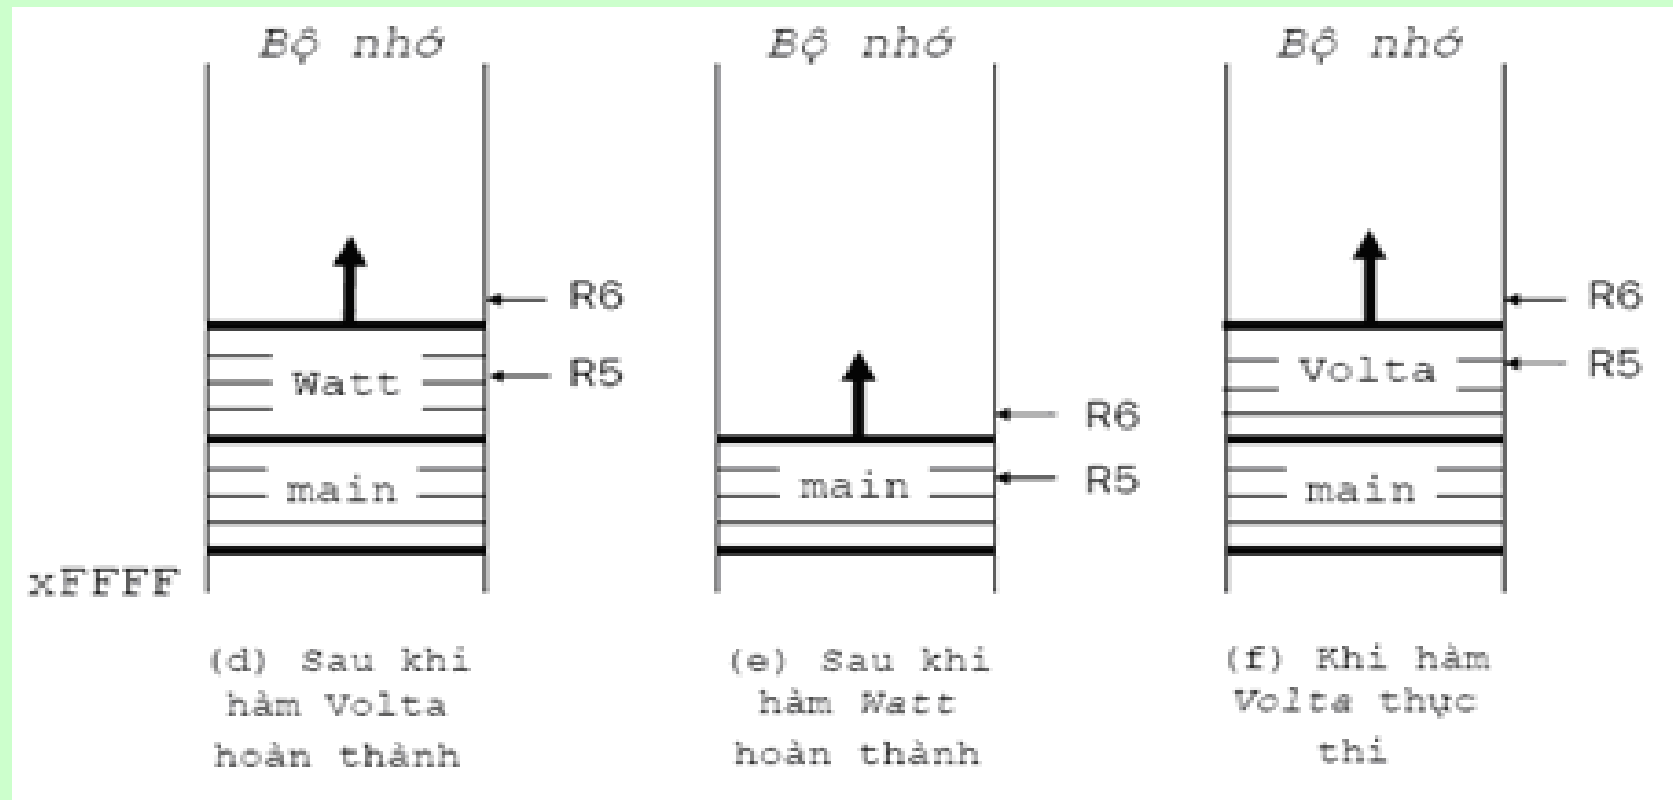 Bộ nhớ
R6
Watt
R5
main
xFFFF
(d) Sau khi
hàm Volta
hoàn thành
Bộ nhớ
R6
main
R5
(e) Sau khi
hàm Watt
hoàn thành
Bộ nhớ
R6
Volta
R5
main
(f) Khi hàm
Volta thực
thi